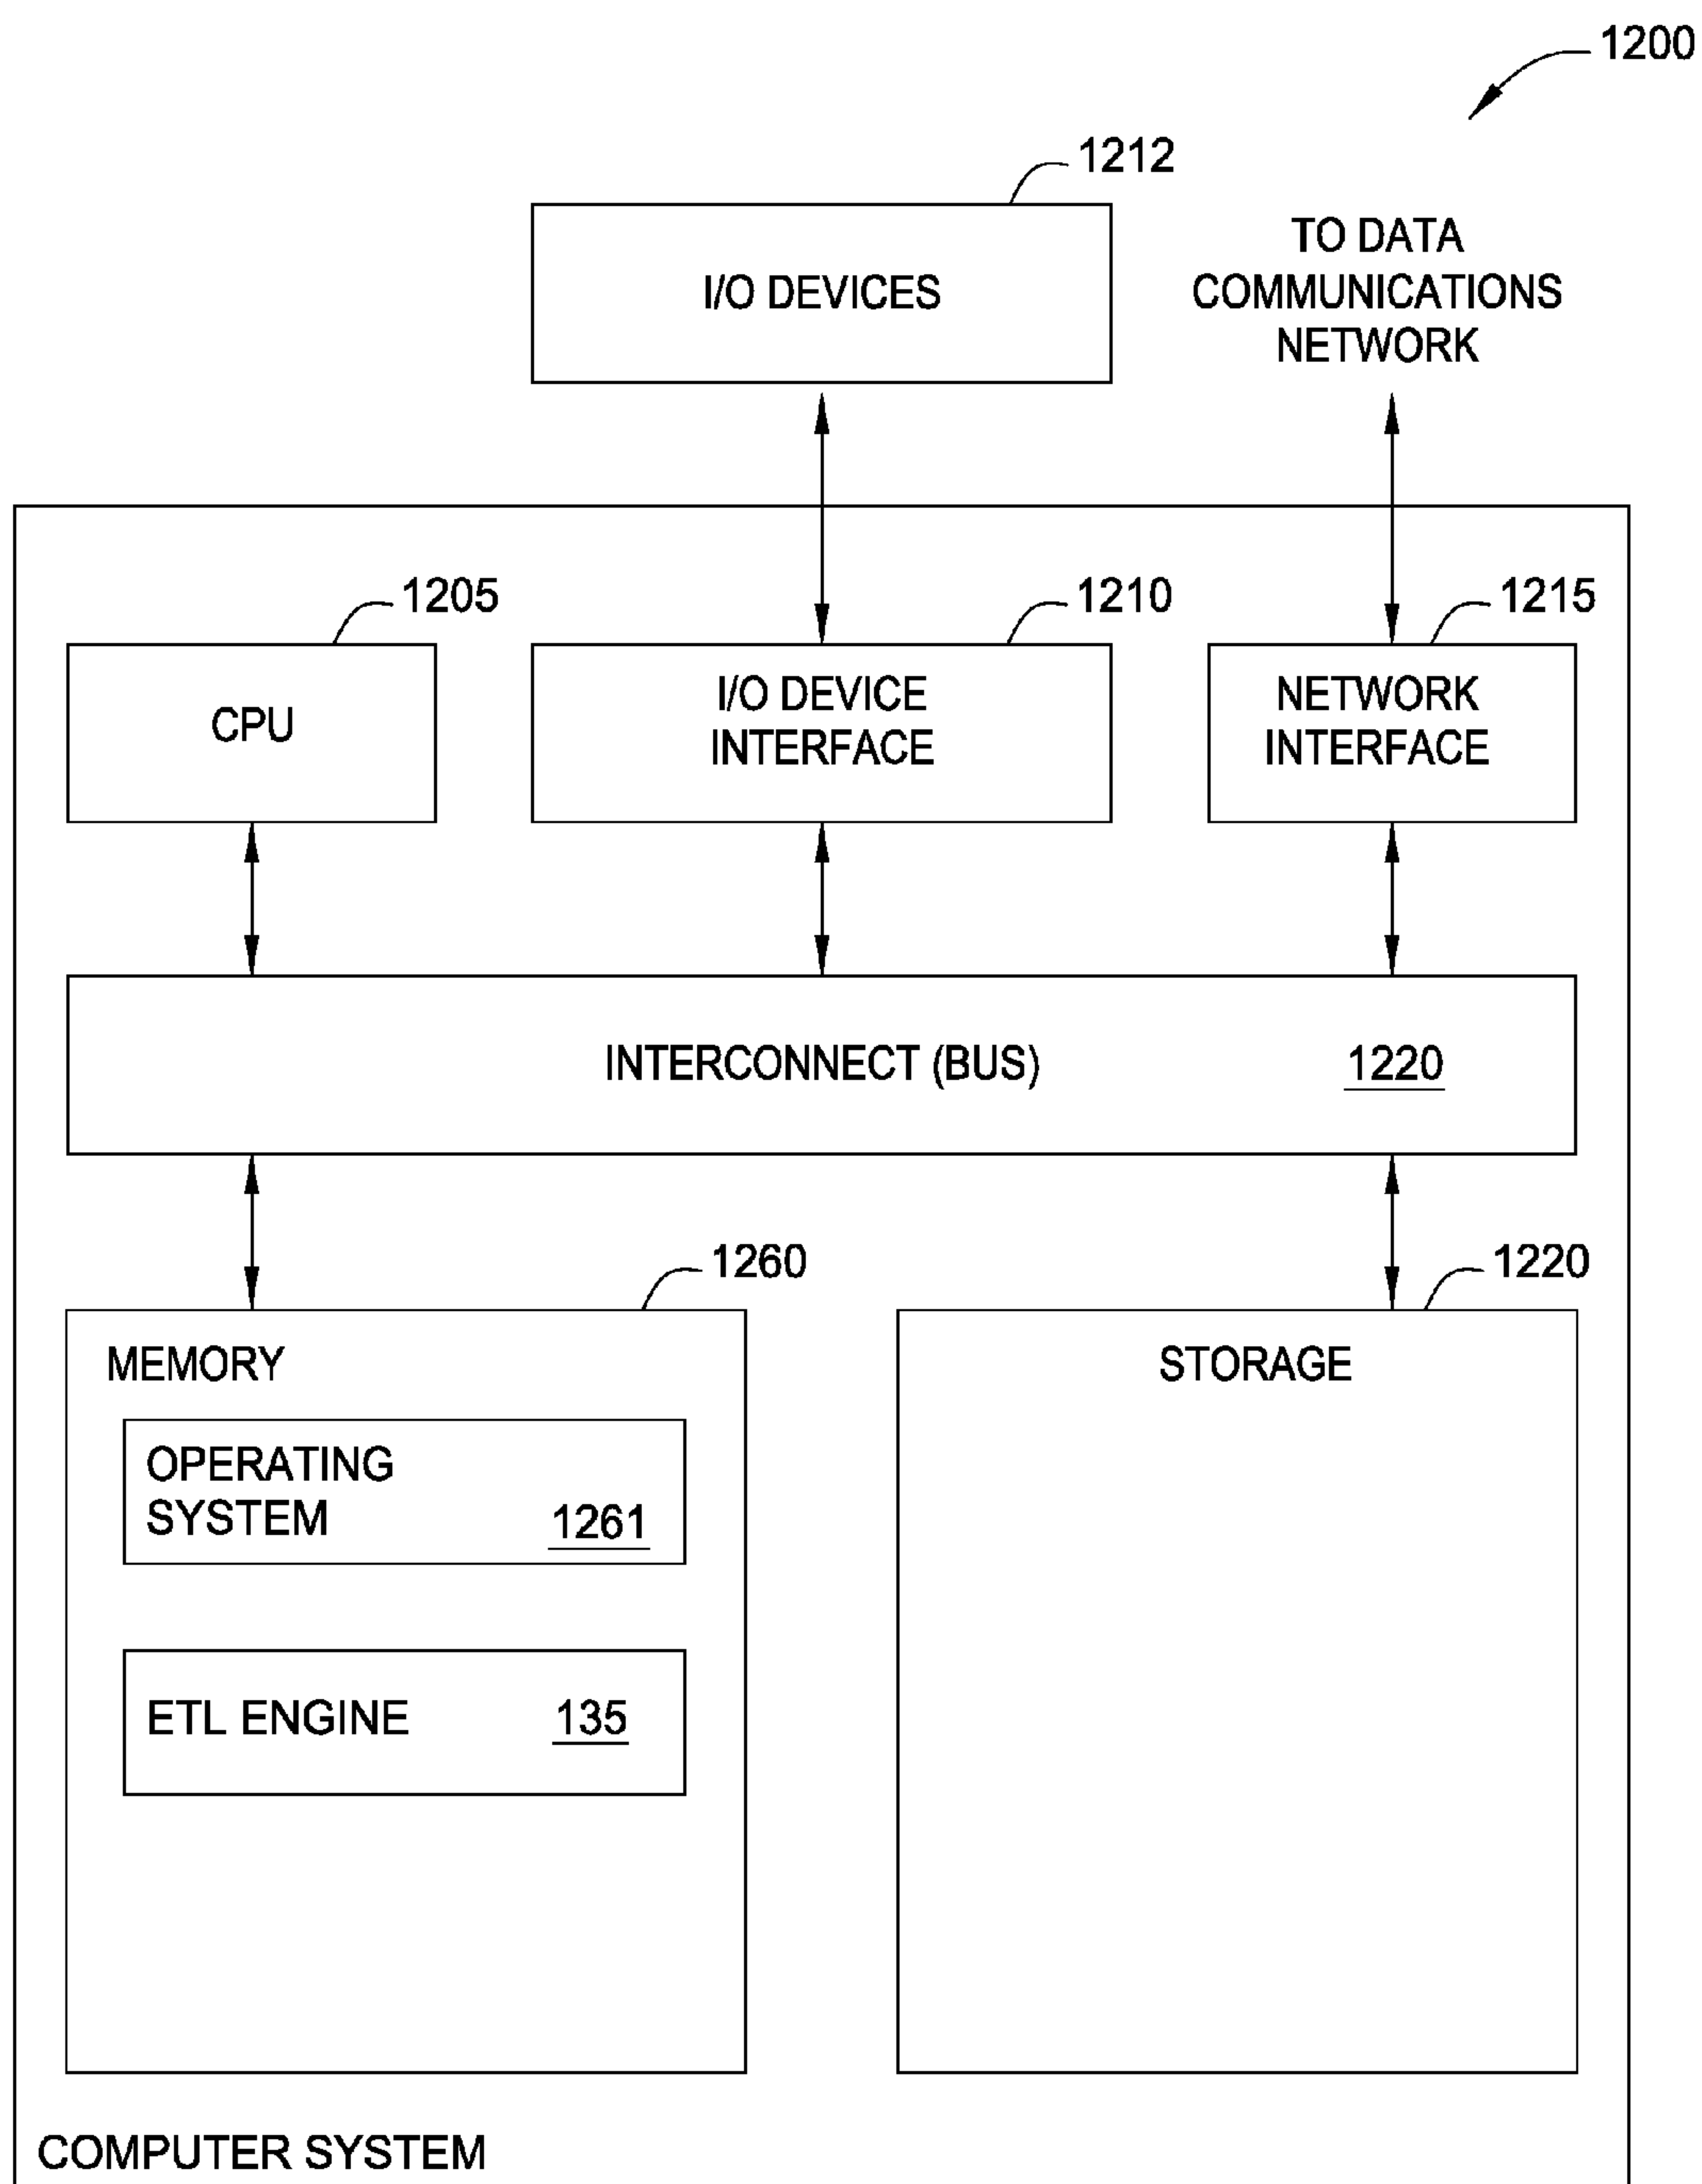 1200
1212
I/O DEVICES
TO DATA
COMMUNICATIONS
NETWORK
1205
1210
1215
CPU
I/O DEVICE
INTERFACE
NETWORK
INTERFACE
INTERCONNECT (BUS)
1220
1260
1220
MEMORY
STORAGE
OPERATING
SYSTEM
1261
ETL ENGINE
135
COMPUTER SYSTEM